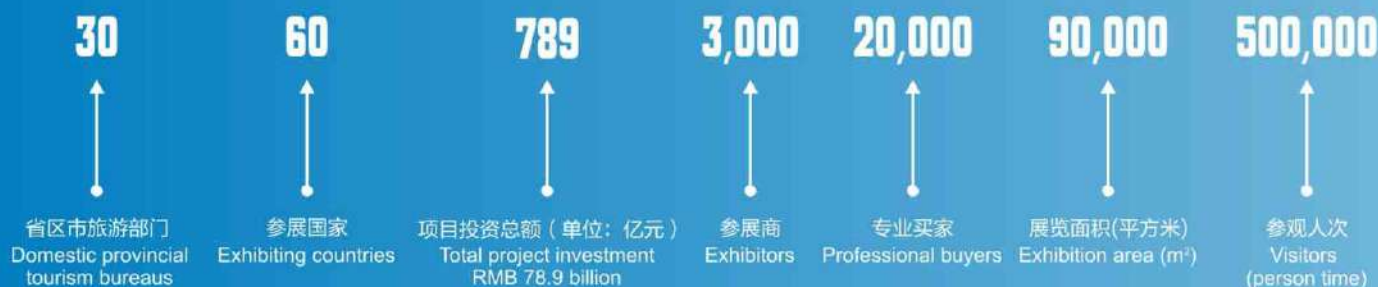 30
60
789
3,000
20,000
90,000
500,000
省区市旅游部门
Domestic provincial
tourism bureaus
参展国家
Exhibiting countries
项目投资总额（单位：亿元）
Total project investment
RMB 78.9 billion
参展商
Exhibitors
专业买家
Professional buyers
展览面积(平方米)
Exhibition area (m²)
参观人次
Visitors
(person time)